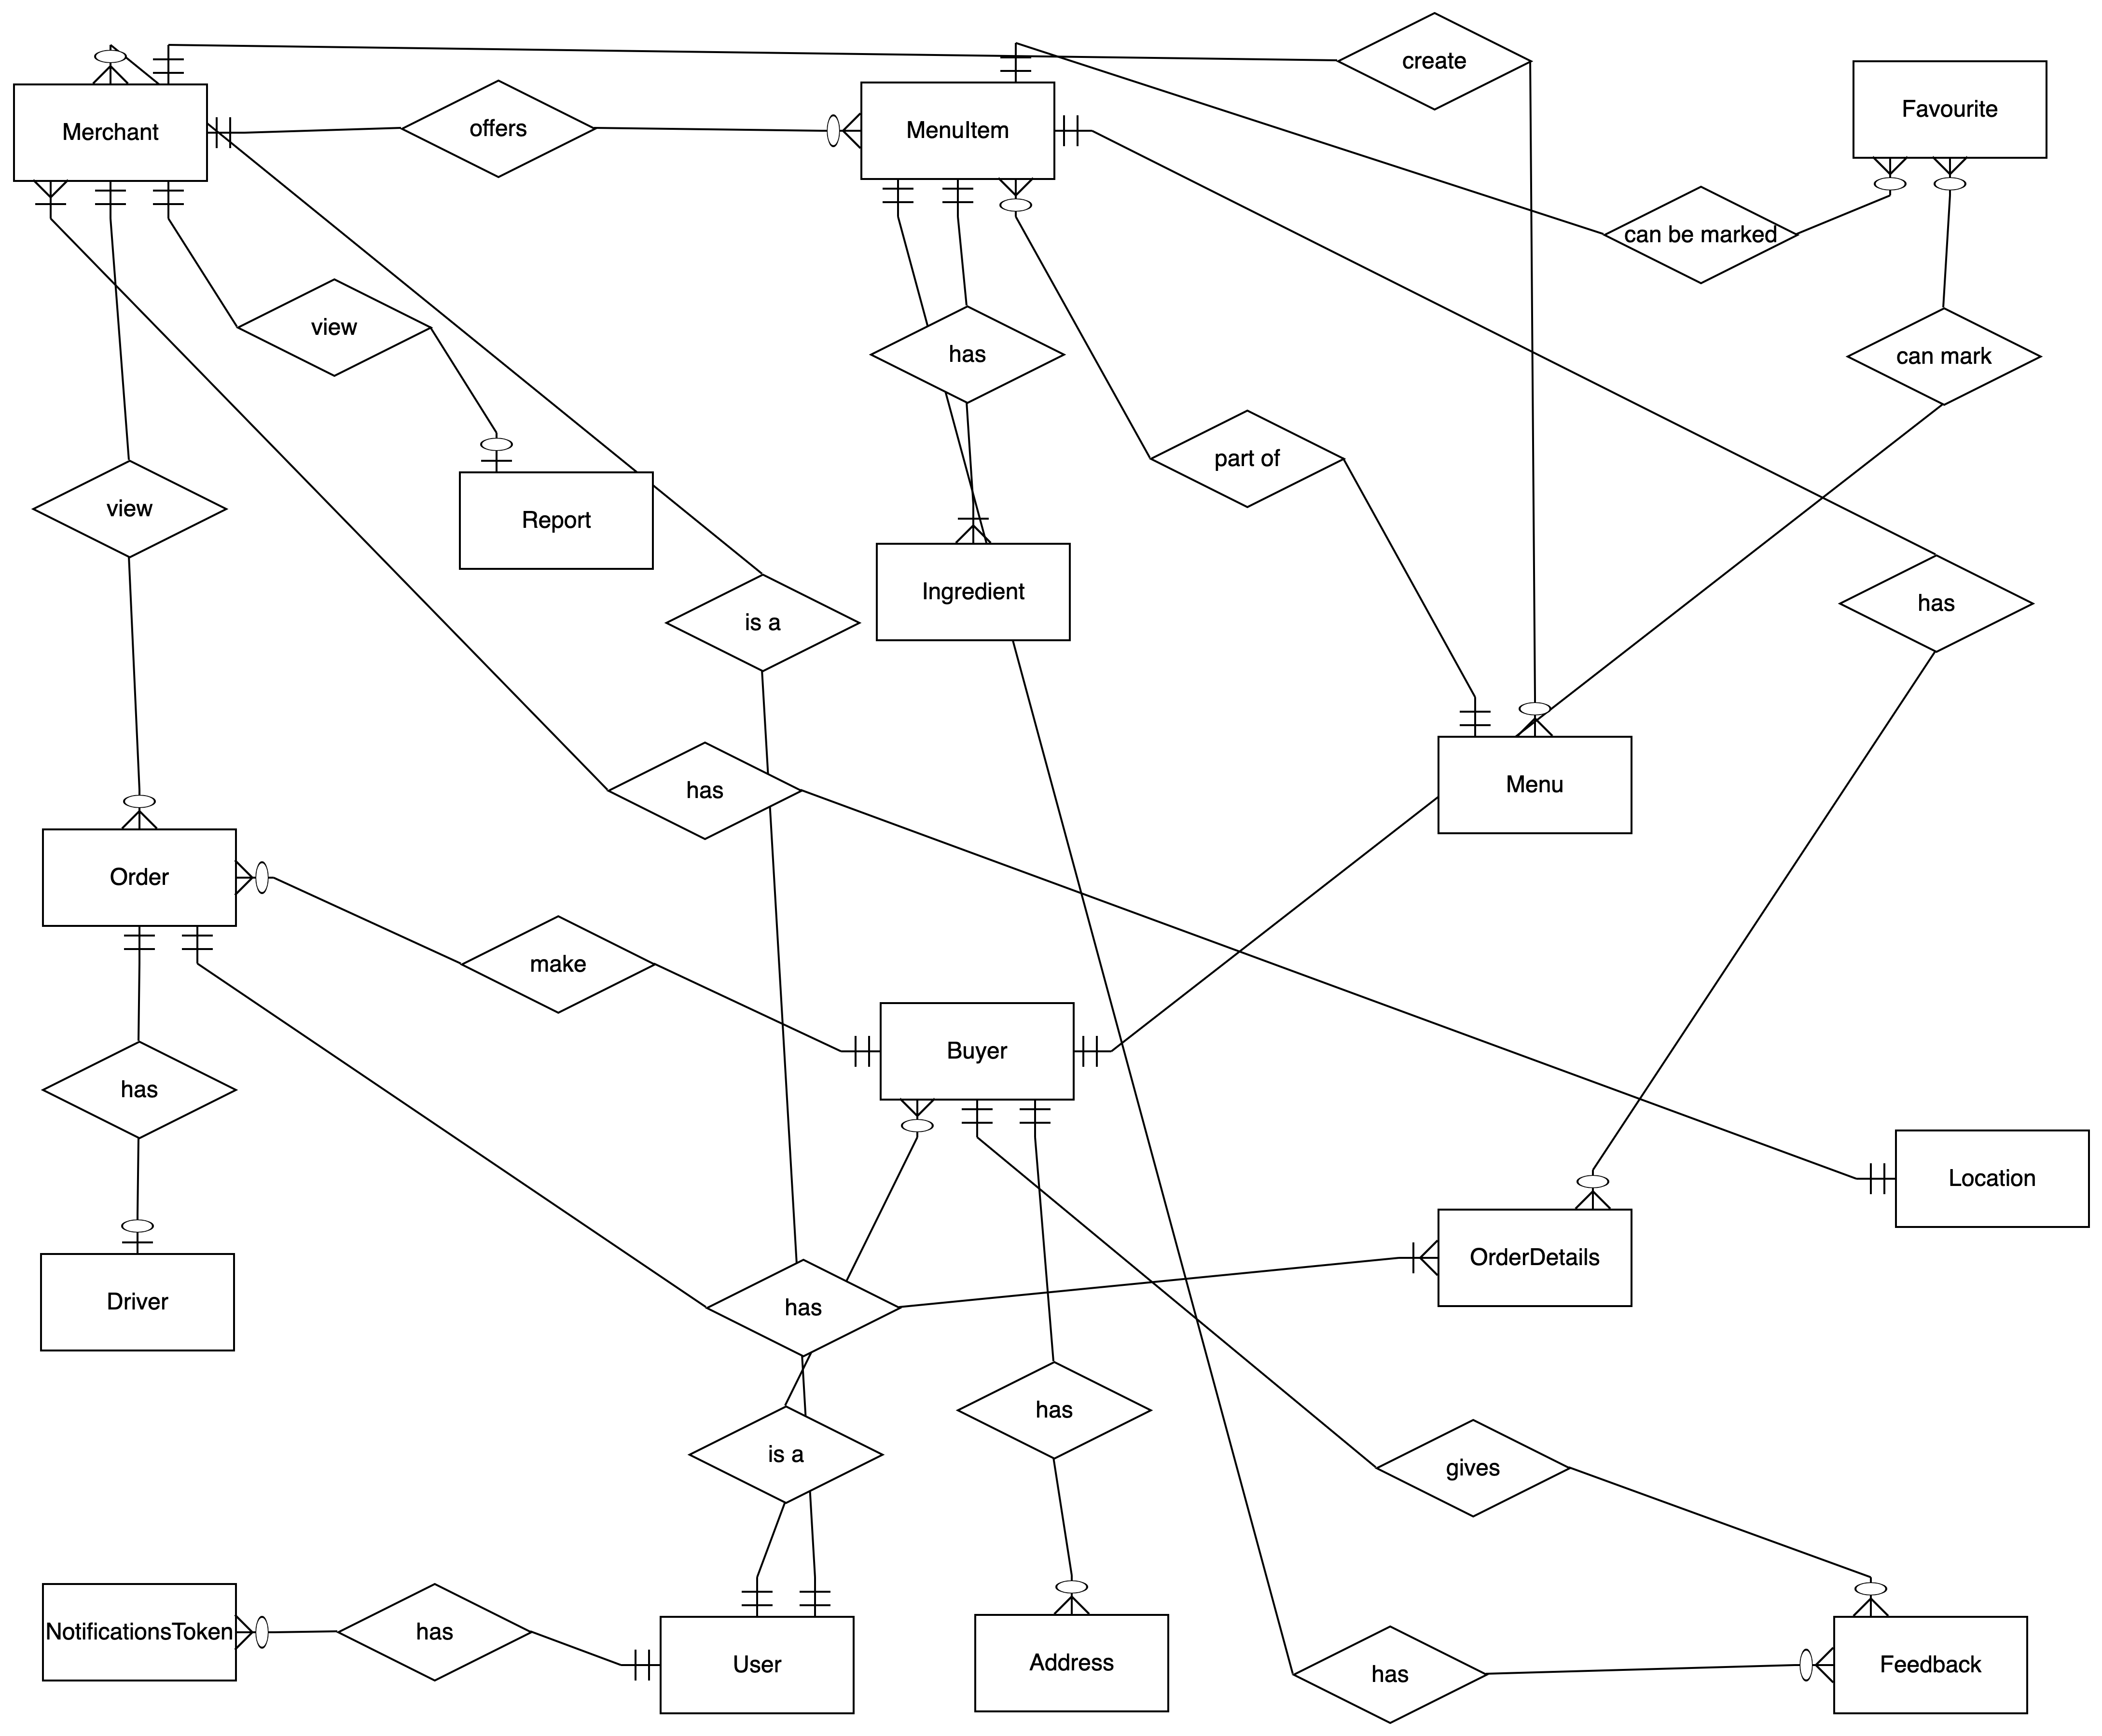 create
Favourite
Merchant
offers
MenuItem
can be marked
view
has
can mark
part of
view
Report
Ingredient
is a
has
has
Menu
Order
make
Buyer
has
Location
OrderDetails
Driver
has
has
is a
gives
NotificationsToken
has
User
Address
has
Feedback